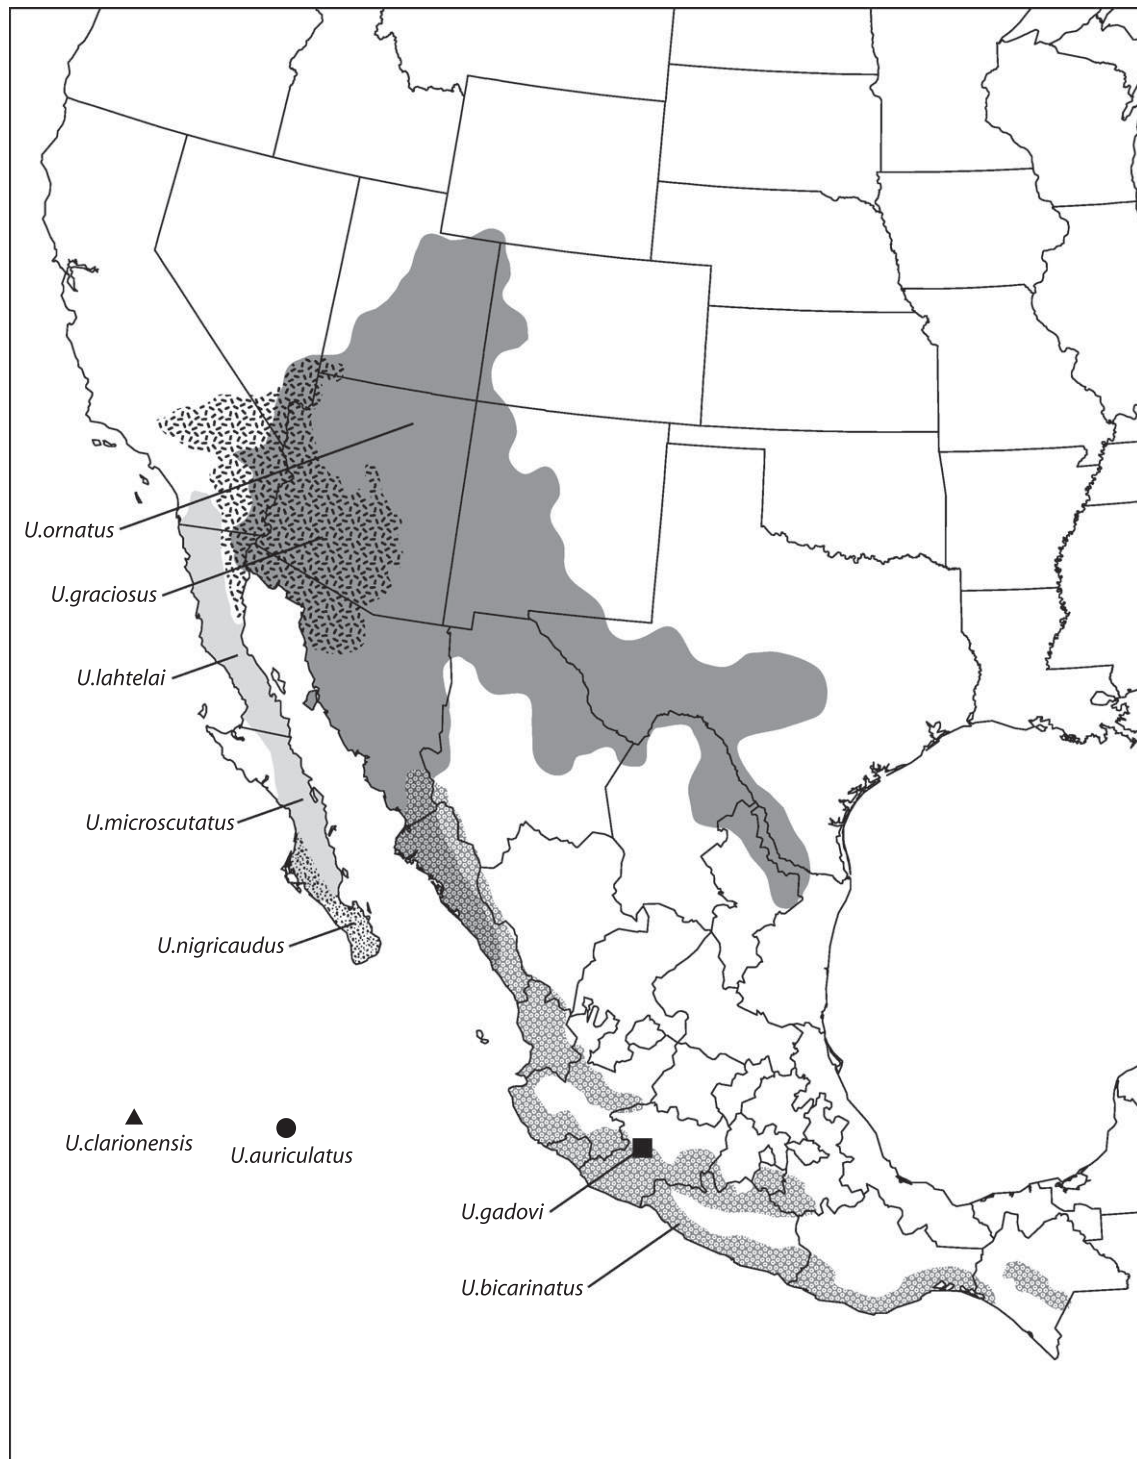 U.ornatus
U.graciosus
U.lahtelai
U.microscutatus
U.nigricaudus
U.clarionensis
U.auriculatus
U.gadovi
U.bicarinatus